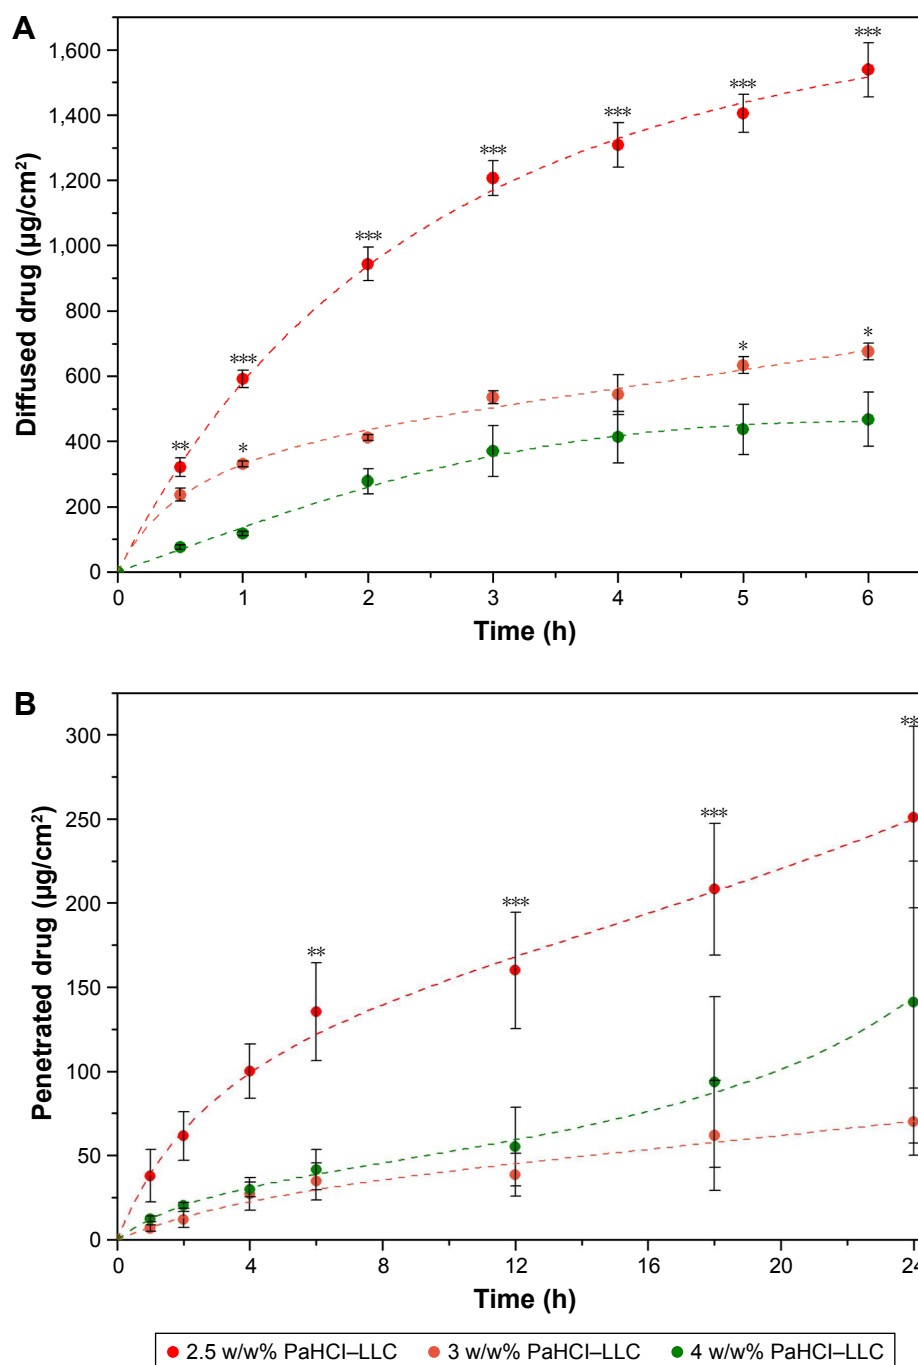 A
1,600
1,400
1,200
1,000
800
600
400
200
0
Diffused drug (µg/cm²)
** *** *** *** *** *** ***
* * *
0 1 2 3 4 5 6
Time (h)
B
300
250
200
150
100
50
0
Penetrated drug (µg/cm²)
** *** *** **
0 4 8 12 16 20 24
Time (h)
2.5 w/w% PaHCl–LLC 3 w/w% PaHCl–LLC 4 w/w% PaHCl–LLC